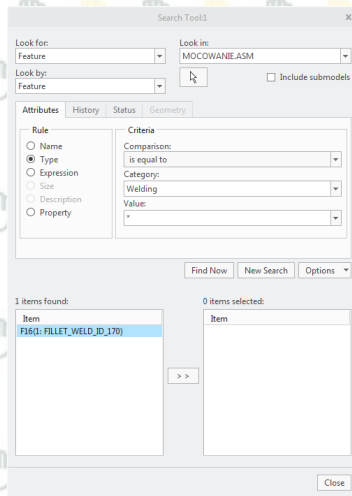 Search Tool:1
Look for:
Look in:
Feature
MOCOWANIE.ASM
Look by:
Feature
Include submodels
Attributes History Status Geometry
Rule
Criteria
Name
Comparison:
Type
is equal to
Expression
Category:
Size
Welding
Description
Value:
Property
*
Find Now New Search Options
1 items found:
0 items selected:
Item
Item
F16(1: FILLET_WELD_ID_170)
> >
Close